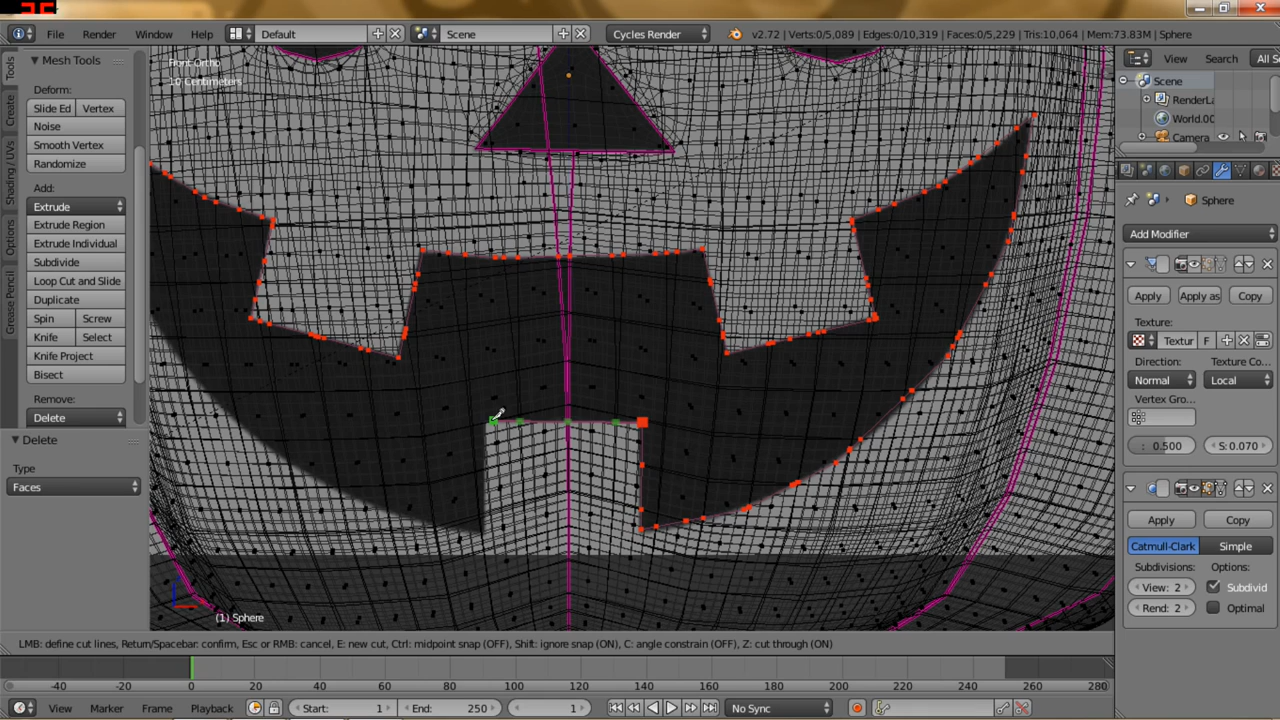 File Render Window Help Default Scene Cycles Render v2.72 | Verts:0/5,089 | Edges:0/10,319 | Faces:0/5,229 | Tris:10,064 | Mem:73.83M | Sphere
Tools
Create
Shading / UVs
Options
Grease Pencil
Mesh Tools
Deform:
Slide Ed Vertex
Noise
Smooth Vertex
Randomize
Add:
Extrude
Extrude Region
Extrude Individual
Subdivide
Loop Cut and Slide
Duplicate
Spin Screw
Knife Select
Knife Project
Bisect
Remove:
Delete
Delete
Type
Faces
Front Ortho
10 Centimeters
(1) Sphere
LMB: define cut lines, Return/Spacebar: confirm, Esc or RMB: cancel, E: new cut, Ctrl: midpoint snap (OFF), Shift: ignore snap (ON), C: angle constrain (OFF), Z: cut through (ON)
View Search All S
Scene
RenderLa
World.00
Camera
Sphere
Add Modifier
Apply Apply as Copy
Texture:
Textur F
Direction: Texture Co...
Normal Local
Vertex Gro...
: 0.500 S: 0.070
Apply Copy
Catmull-Clark Simple
Subdivisions: Options:
View: 2 Subdivid
Rend: 2 Optimal
-40 -20 0 20 40 60 80 100 120 140 160 180 200 220 240 260 280
View Marker Frame Playback Start: 1 End: 250 1 No Sync